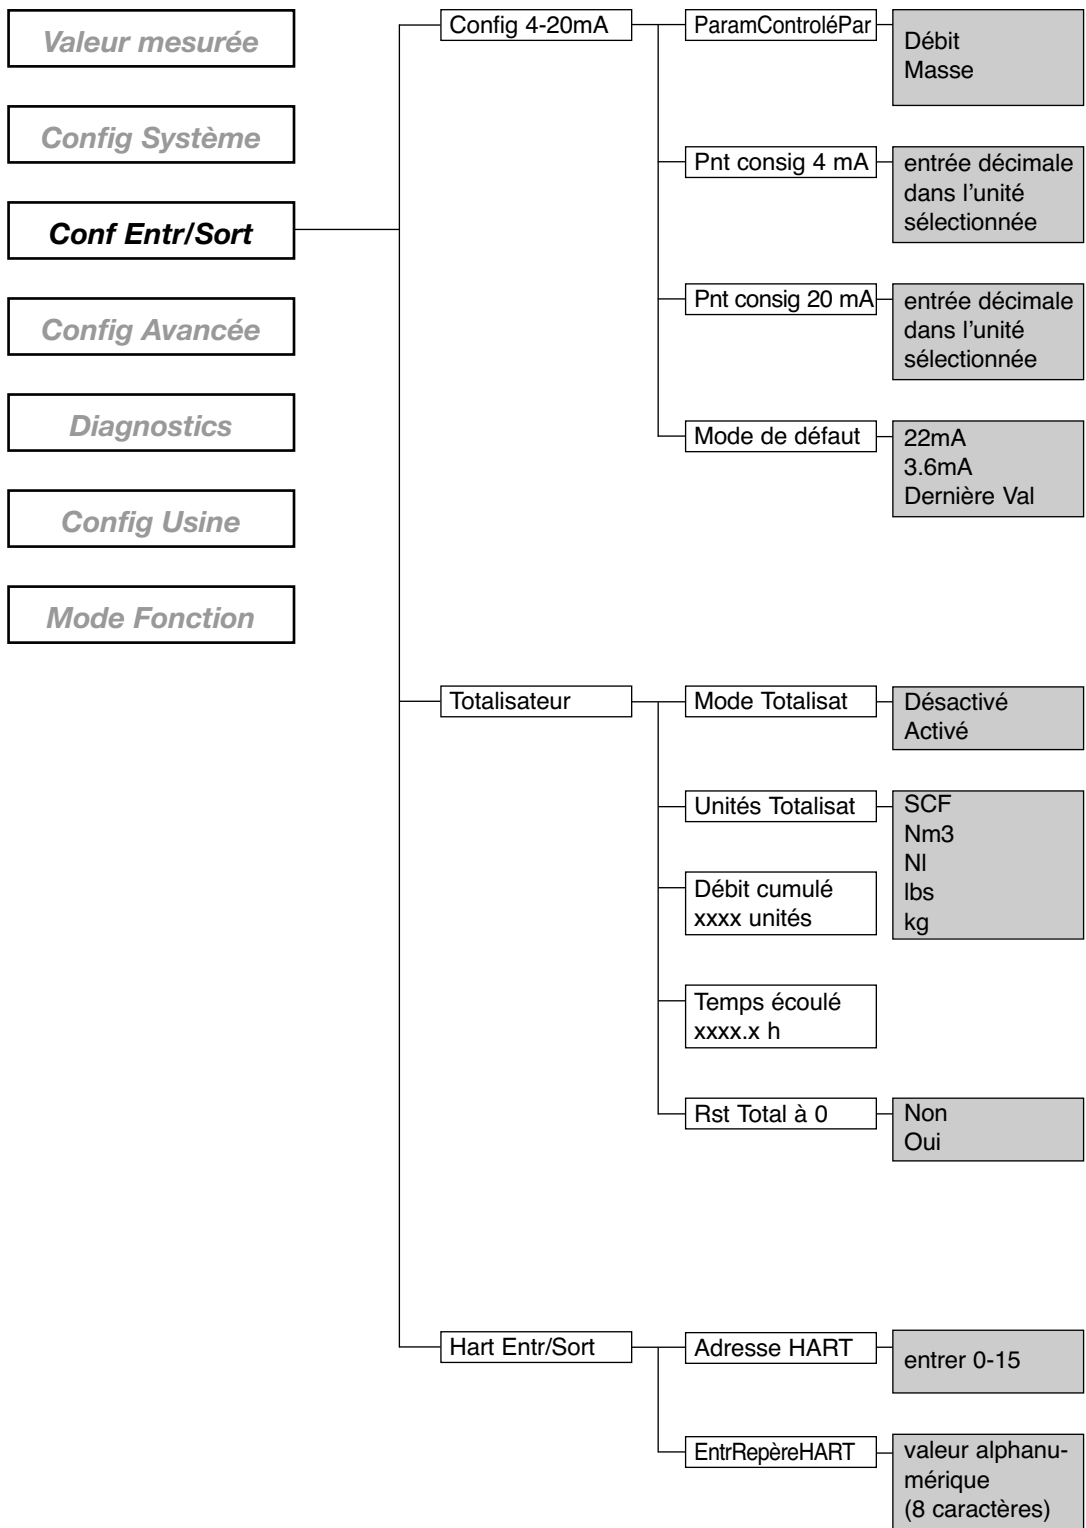 Valeur mesurée
Config Système
Conf Entr/Sort
Config Avancée
Diagnostics
Config Usine
Mode Fonction
Config 4-20mA
ParamControléPar
Débit
Masse
Pnt consig 4 mA
entrée décimale
dans l'unité
sélectionnée
Pnt consig 20 mA
entrée décimale
dans l'unité
sélectionnée
Mode de défaut
22mA
3.6mA
Dernière Val
Totalisateur
Mode Totalisat
Désactivé
Activé
Unités Totalisat
SCF
Nm3
Nl
lbs
kg
Débit cumulé
xxxx unités
Temps écoulé
xxxx.x h
Rst Total à 0
Non
Oui
Hart Entr/Sort
Adresse HART
entrer 0-15
EntrRepèreHART
valeur alphanu-
mérique
(8 caractères)